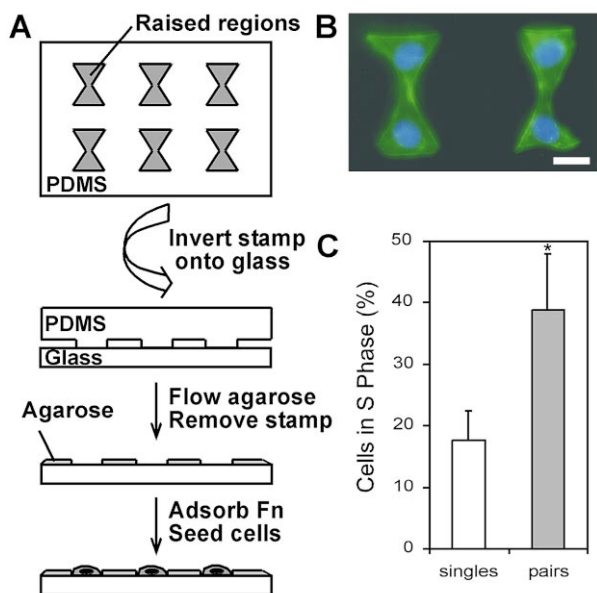 A
Raised regions
PDMS
Invert stamp
onto glass
PDMS
Glass
Flow agarose
Remove stamp
Agarose
Adsorb Fn
Seed cells
B
C
50
40
30
20
10
0
Cells in S Phase (%)
*
singles
pairs